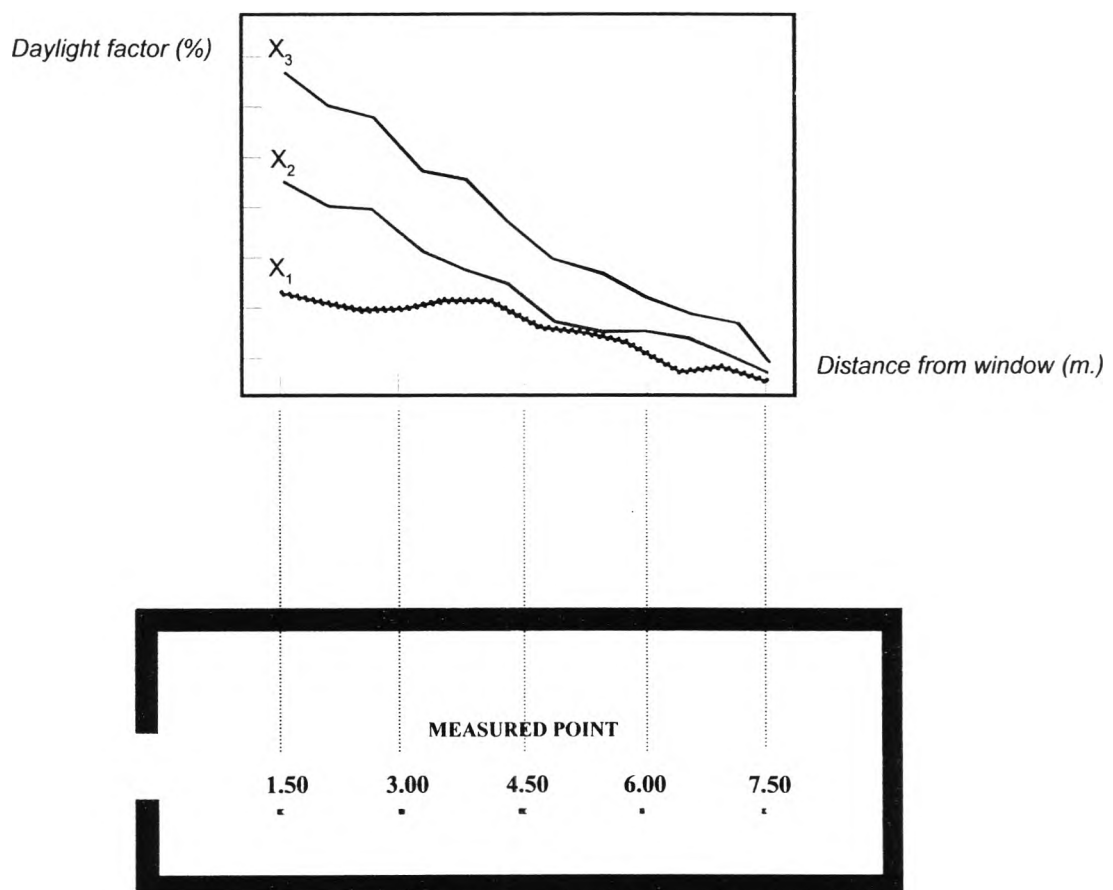 Daylight factor (%)
X3
X2
X1
Distance from window (m.)
MEASURED POINT
1.50 3.00 4.50 6.00 7.50